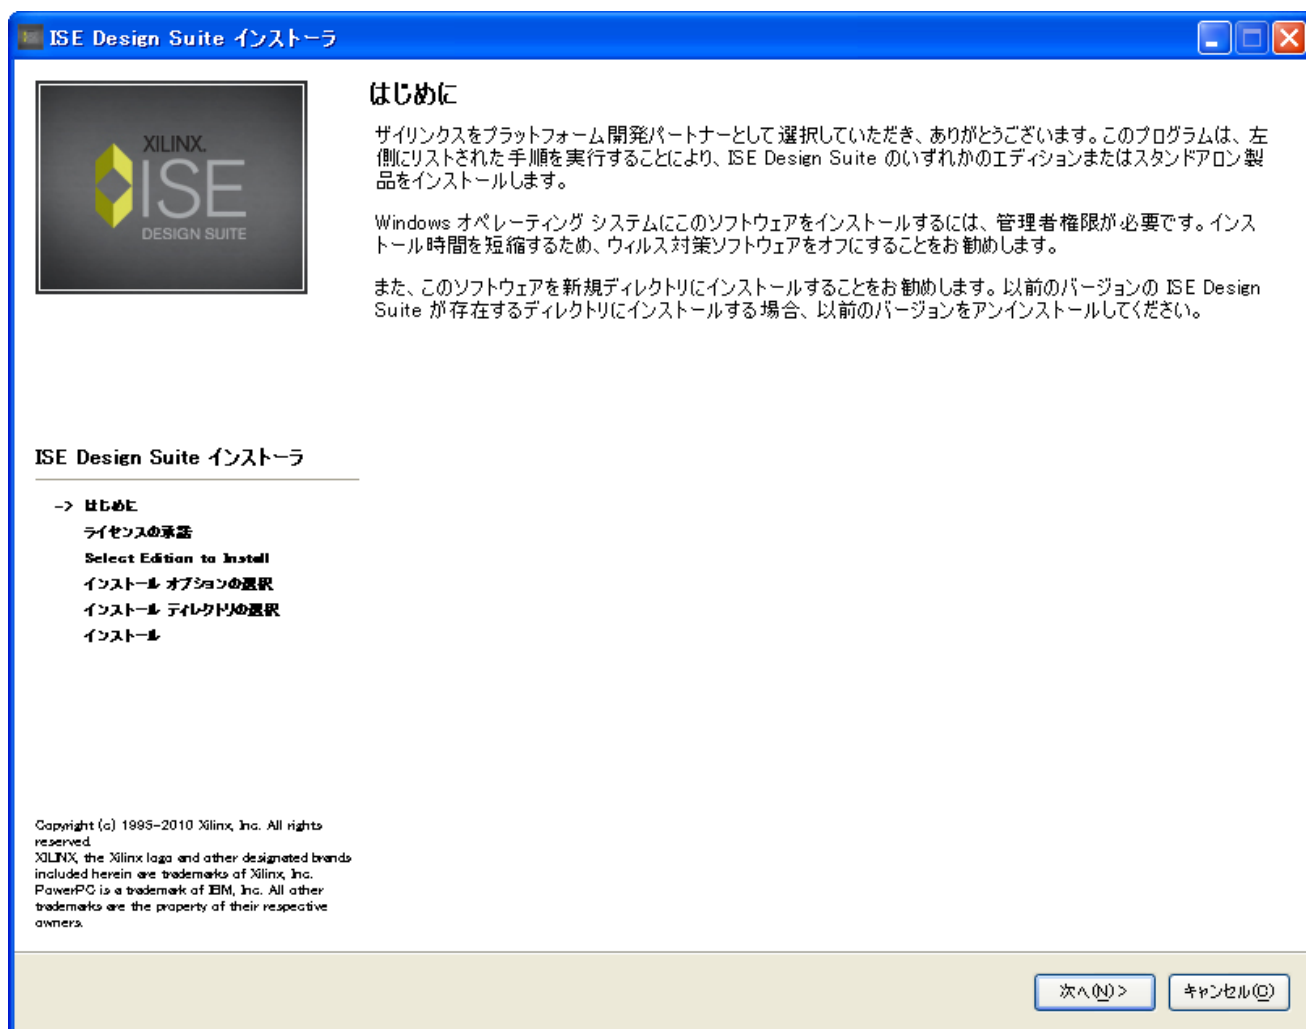 ISE Design Suite インストーラ
XILINX.
ISE
DESIGN SUITE
はじめに
ザイリンクスをプラットフォーム開発パートナーとして選択していただき、ありがとうございます。このプログラムは、左
側にリストされた手順を実行することにより、ISE Design Suite のいずれかのエディションまたはスタンドアロン製
品をインストールします。
Windows オペレーティング システムにこのソフトウェアをインストールするには、管理者権限が必要です。インス
トール時間を短縮するため、ウィルス対策ソフトウェアをオフにすることをお勧めします。
また、このソフトウェアを新規ディレクトリにインストールすることをお勧めします。以前のバージョンの ISE Design
Suite が存在するディレクトリにインストールする場合、以前のバージョンをアンインストールしてください。
ISE Design Suite インストーラ
-> はじめに
ライセンスの承諾
Select Edition to Install
インストール オプションの選択
インストール ディレクトリの選択
インストール
Copyright (c) 1995-2010 Xilinx, Inc. All rights
reserved.
XILINX, the Xilinx logo and other designated brands
included herein are trademarks of Xilinx, Inc.
PowerPC is a trademark of IBM, Inc. All other
trademarks are the property of their respective
owners.
次へ(N) >
キャンセル(C)